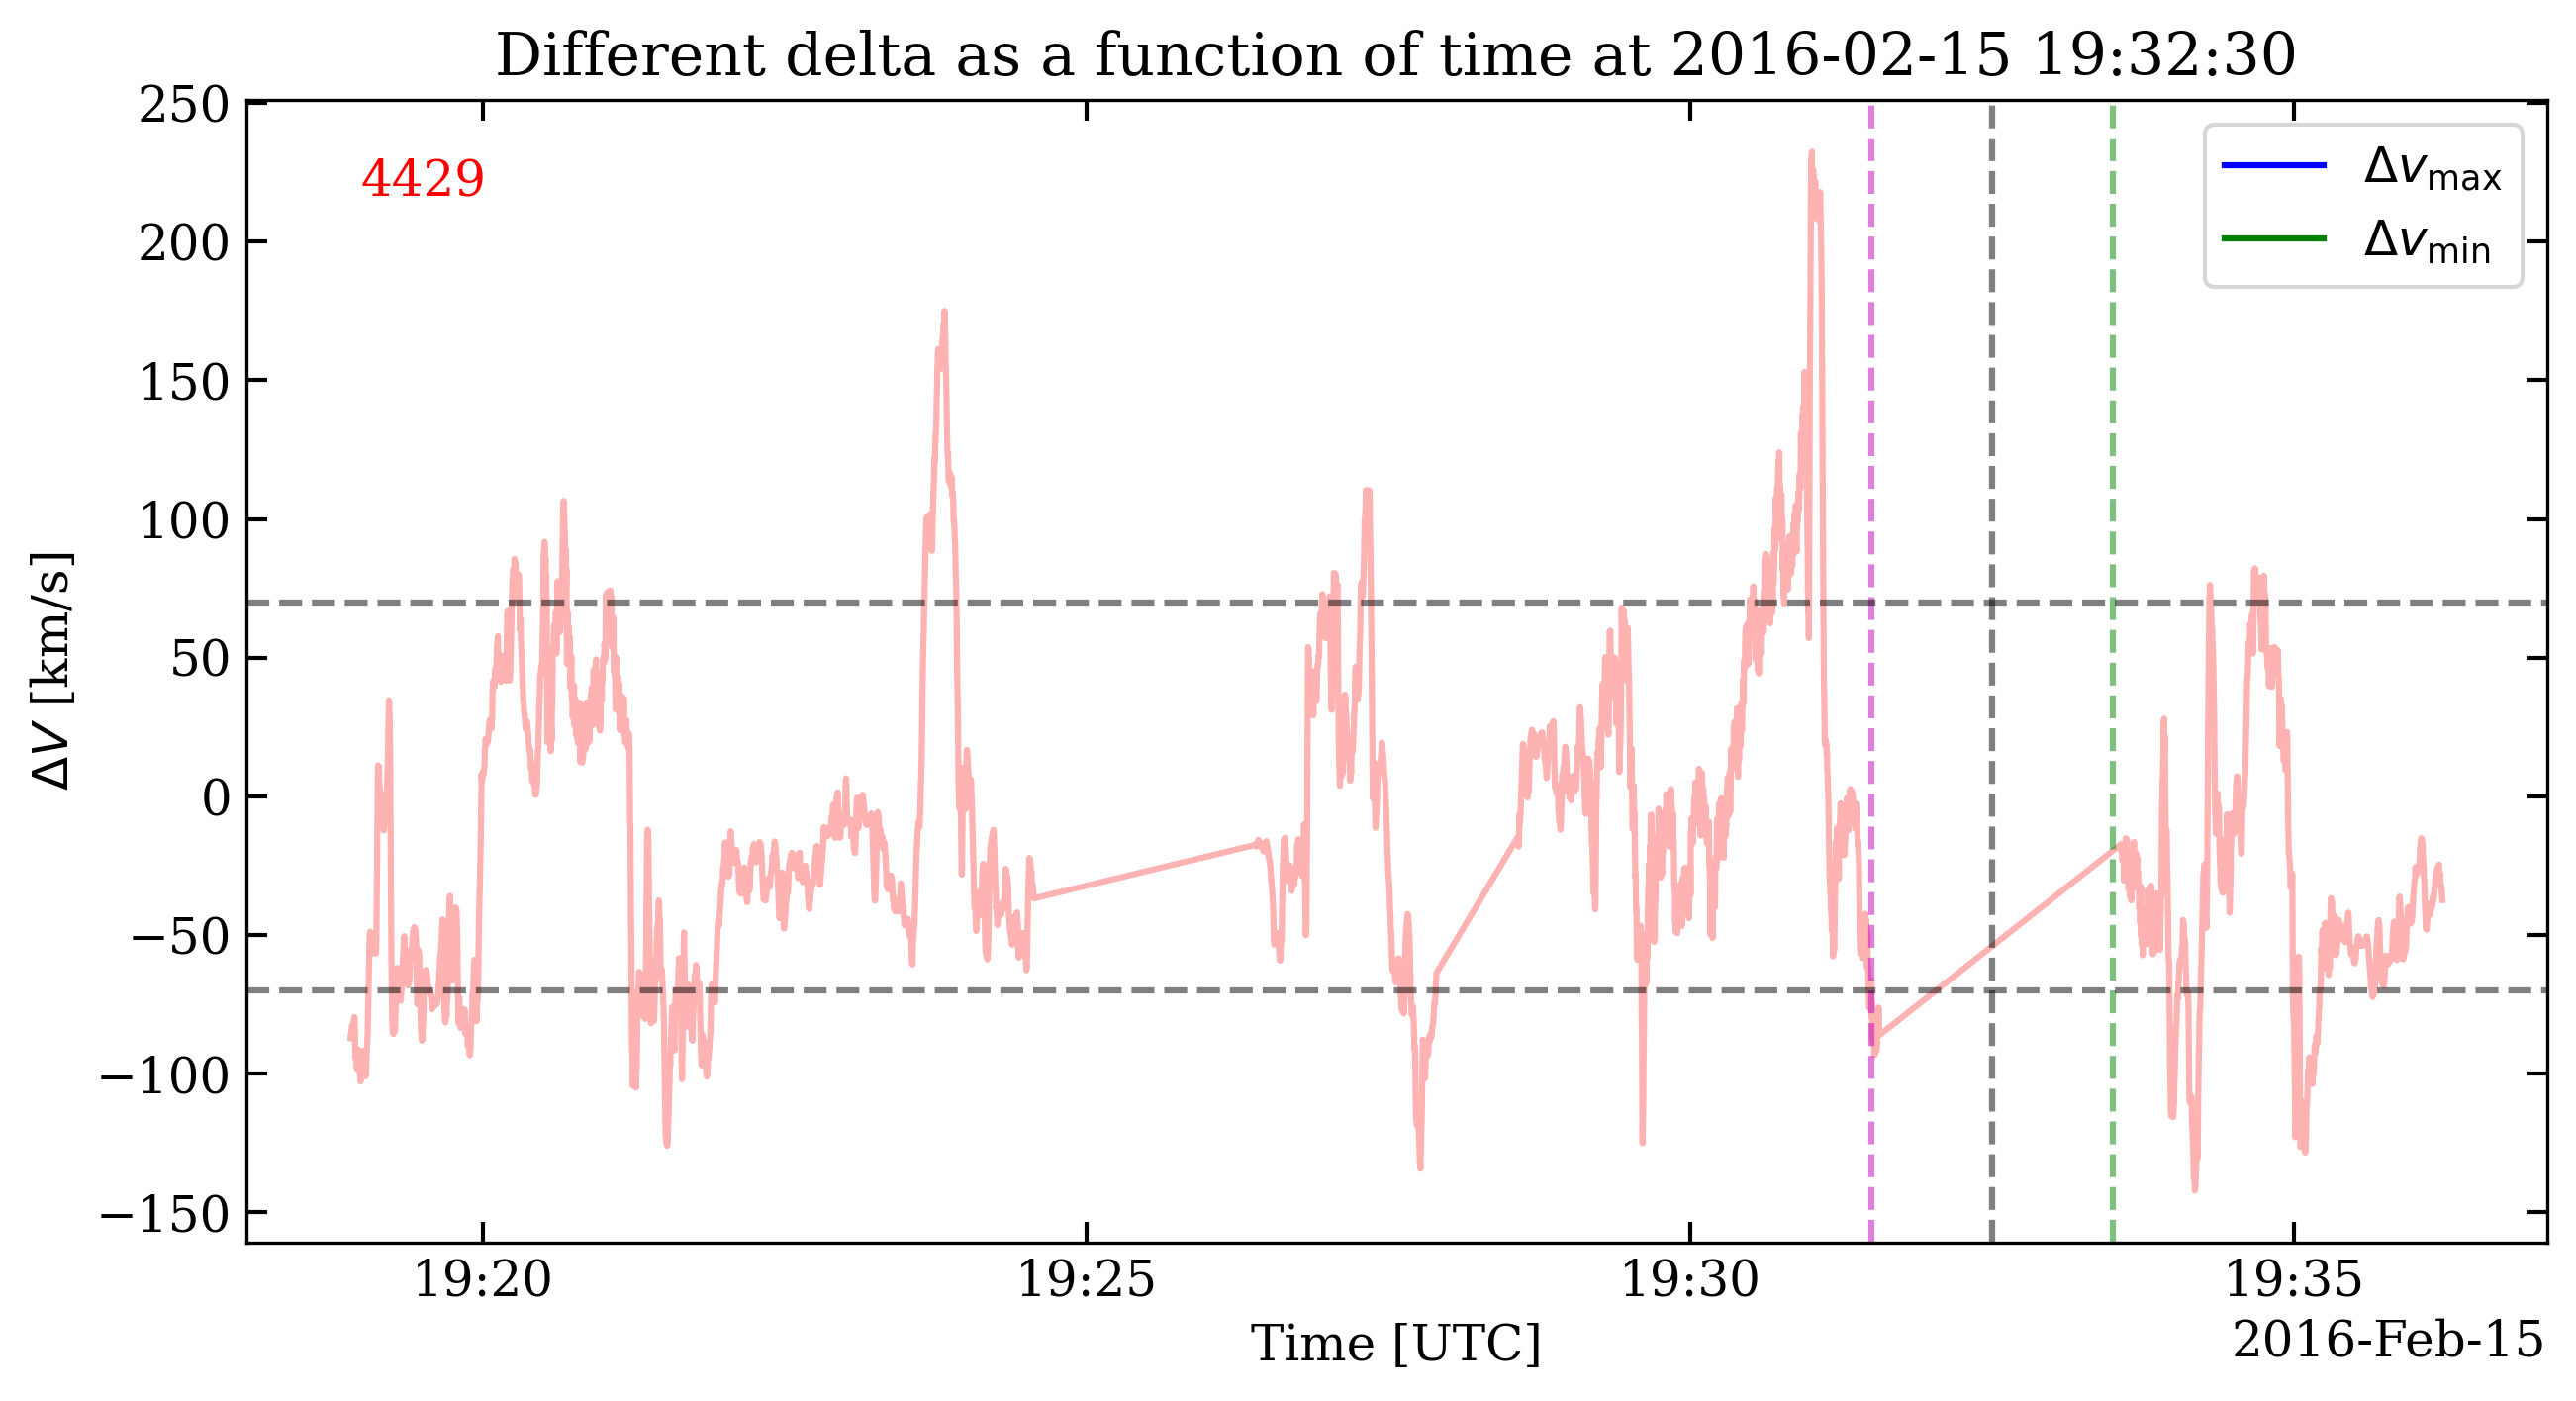 Different delta as a function of time at 2016-02-15 19:32:30
250
200
150
100
50
0
−50
−100
−150
ΔV [km/s]
4429
Δv_max
Δv_min
19:20 19:25 19:30 19:35
Time [UTC]
2016-Feb-15